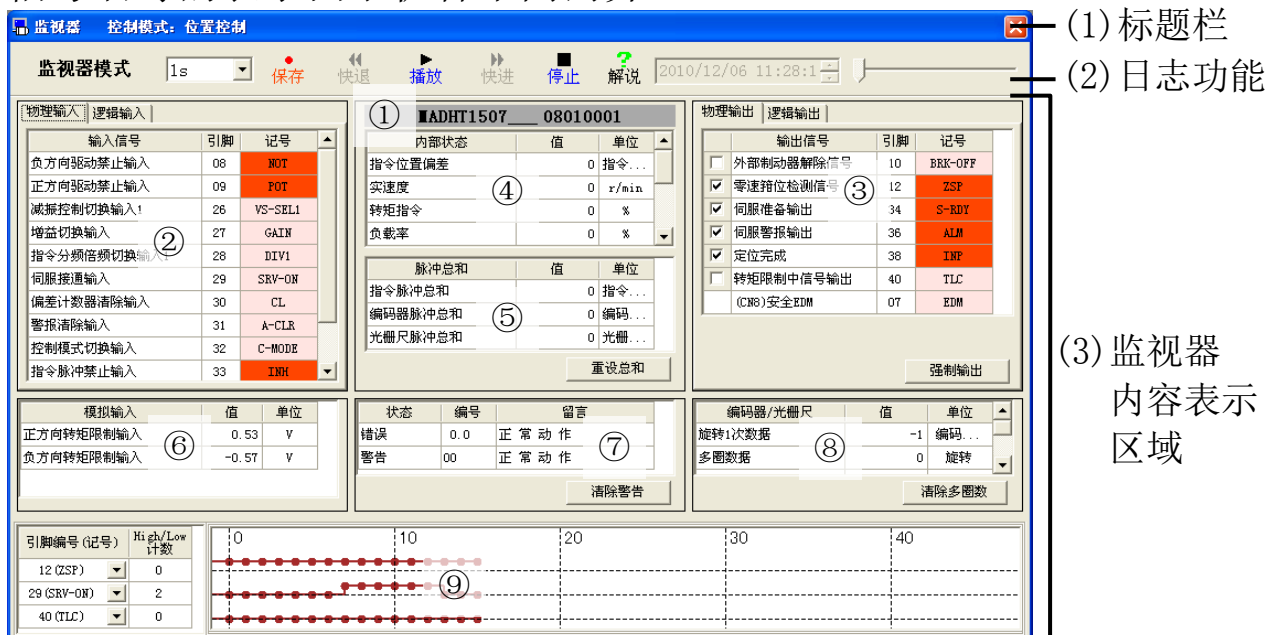 监视器 控制模式：位置控制
(1)标题栏
监视器模式 1s 保存 快退 播放 快进 停止 解说 2010/12/06 11:28:1
(2)日志功能
物理输入 逻辑输入
输入信号 引脚 记号
负方向驱动禁止输入 08 NOT
正方向驱动禁止输入 09 POT
减振控制切换输入1 26 VS-SEL1
增益切换输入 27 GAIN
②
指令分频倍频切换输入1 28 DIV1
伺服接通输入 29 SRV-ON
偏差计数器清除输入 30 CL
警报清除输入 31 A-CLR
控制模式切换输入 32 C-MODE
指令脉冲禁止输入 33 INH
① MADHT1507___ 08010001
内部状态 值 单位
指令位置偏差 0 指令...
实速度 0 r/min
④
转矩指令 0 %
负载率 0 %
脉冲总和 值 单位
指令脉冲总和 0 指令...
编码器脉冲总和 0 编码...
⑤
光栅尺脉冲总和 0 光栅...
重设总和
物理输出 逻辑输出
输出信号 引脚 记号
外部制动器解除信号 10 BRK-OFF
零速箝位检测信号 12 ZSP
③
伺服准备输出 34 S-RDY
伺服警报输出 36 ALM
定位完成 38 INP
转矩限制中信号输出 40 TLC
(CN8)安全EDM 07 EDM
强制输出
(3)监视器
内容表示
区域
模拟输入 值 单位
正方向转矩限制输入 0.53 V
⑥
负方向转矩限制输入 -0.57 V
状态 编号 留言
错误 0.0 正常动作
⑦
警告 00 正常动作
清除警告
编码器/光栅尺 值 单位
旋转1次数据 -1 编码...
⑧
多圈数据 0 旋转
清除多圈数
引脚编号(记号) High/Low
计数
12(ZSP) 0
29(SRV-ON) 2
40(TLC) 0
0 10 20 30 40
⑨